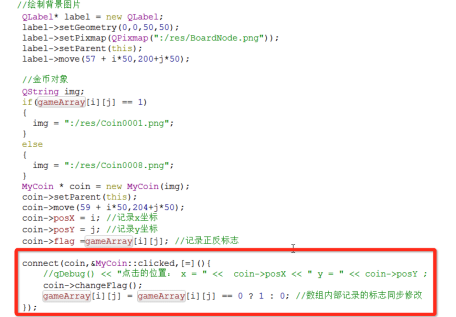 //绘制背景图片
QLabel* label = new QLabel;
label->setGeometry(0,0,50,50);
label->setPixmap(QPixmap(":/res/BoardNode.png"));
label->setParent(this);
label->move(57 + i*50,200+j*50);
//金币对象
QString img;
if(gameArray[i][j] == 1)
{
img = ":/res/Coin0001.png";
}
else
{
img = ":/res/Coin0008.png";
}
MyCoin * coin = new MyCoin(img);
coin->setParent(this);
coin->move(59 + i*50,204+j*50);
coin->posX = i; //记录x坐标
coin->posY = j; //记录y坐标
coin->flag =gameArray[i][j]; //记录正反标志
connect(coin,&MyCoin::clicked,[=](){
//qDebug() << "点击的位置: x = " << coin->posX << " y = " << coin->posY ;
coin->changeFlag();
gameArray[i][j] = gameArray[i][j] == 0 ? 1 : 0; //数组内部记录的标志同步修改
});